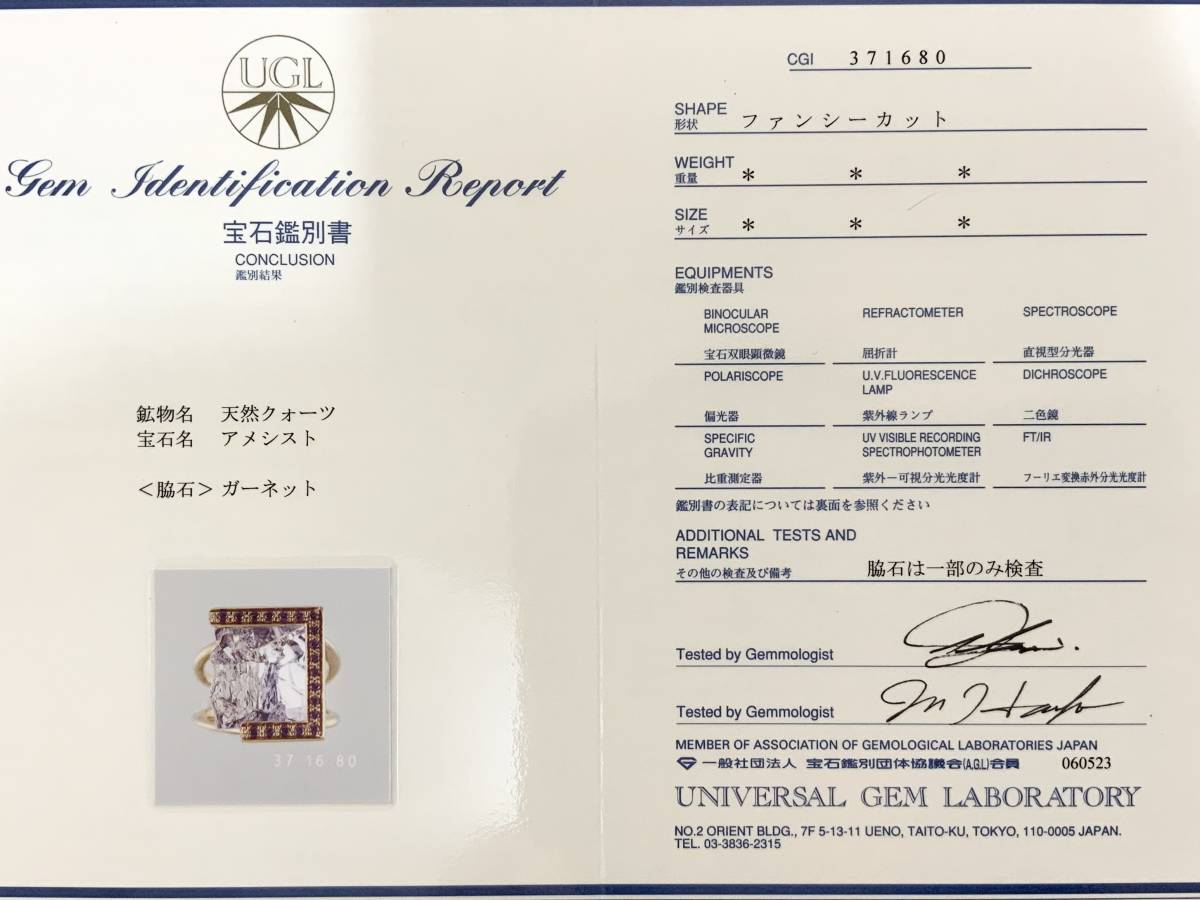 UGL
Gem Identification Report
宝石鑑別書
CONCLUSION
鑑別結果
鉱物名 天然クォーツ
宝石名 アメシスト
＜脇石＞ ガーネット
37 16 80
CGI 371680
SHAPE
形状 ファンシーカット
WEIGHT
重量 * * *
SIZE
サイズ * * *
EQUIPMENTS
鑑別検査器具
BINOCULAR
MICROSCOPE
宝石双眼顕微鏡
REFRACTOMETER
屈折計
SPECTROSCOPE
直視型分光器
POLARISCOPE
偏光器
U.V.FLUORESCENCE
LAMP
紫外線ランプ
DICHROSCOPE
二色鏡
SPECIFIC
GRAVITY
比重測定器
UV VISIBLE RECORDING
SPECTROPHOTOMETER
紫外－可視分光光度計
FT/IR
フーリエ変換赤外分光光度計
鑑別書の表記については裏面を参照ください
ADDITIONAL TESTS AND
REMARKS
その他の検査及び備考 脇石は一部のみ検査
Tested by Gemmologist
Tested by Gemmologist
MEMBER OF ASSOCIATION OF GEMOLOGICAL LABORATORIES JAPAN
一般社団法人 宝石鑑別団体協議会(A.G.L)会員 060523
UNIVERSAL GEM LABORATORY
NO.2 ORIENT BLDG., 7F 5-13-11 UENO, TAITO-KU, TOKYO, 110-0005 JAPAN.
TEL. 03-3836-2315